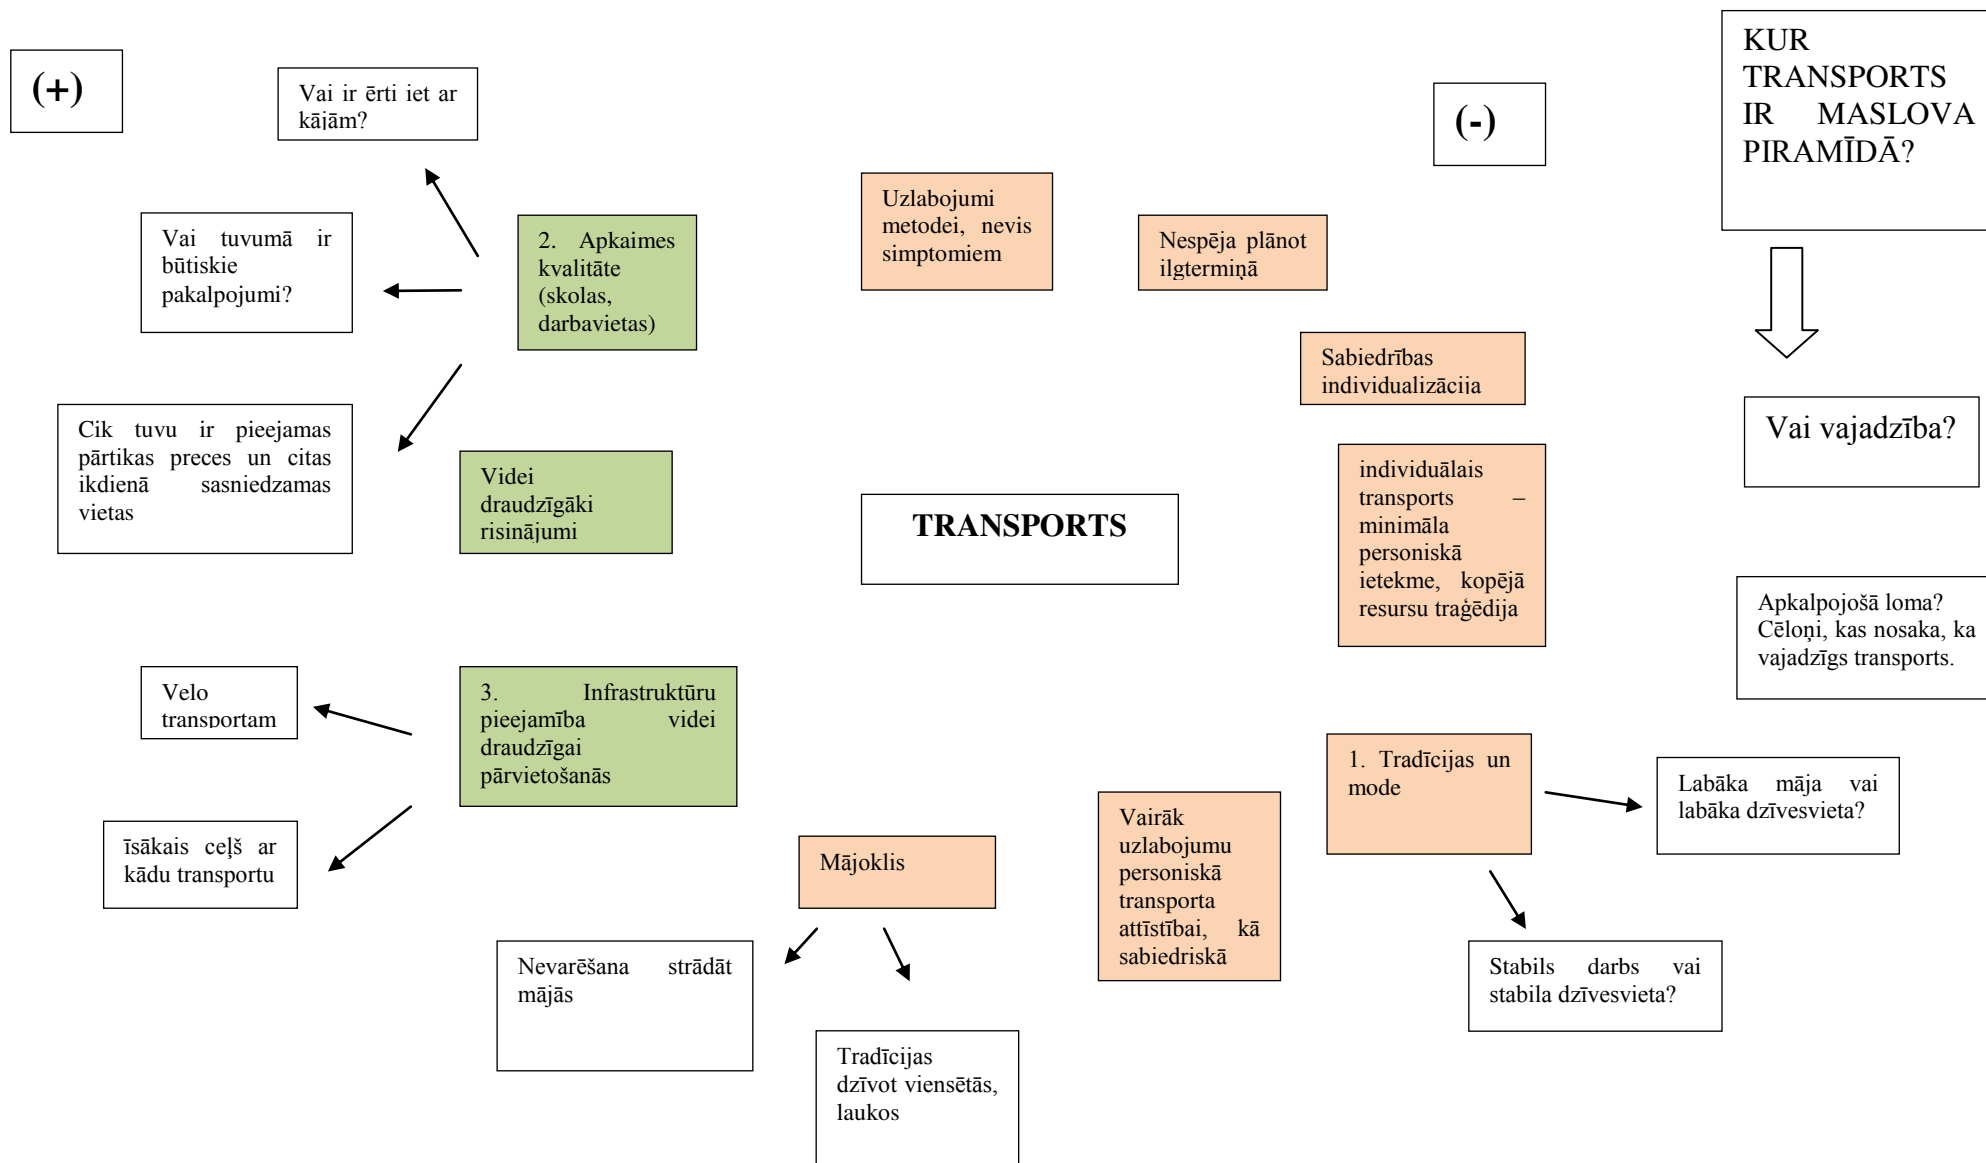 (+)
Vai ir ērti iet ar
kājām?
(-)
KUR
TRANSPORTS
IR MASLOVA
PIRAMĪDĀ?
Vai tuvumā ir
būtiskie
pakalpojumi?
2. Apkaimes
kvalitāte
(skolas,
darbavietas)
Uzlabojumi
metodei, nevis
simptomiem
Nespēja plānot
ilgtermiņā
Sabiedrības
individualizācija
Vai vajadzība?
Cik tuvu ir pieejamas
pārtikas preces un citas
ikdienā sasniedzamas
vietas
Videi
draudzīgāki
risinājumi
TRANSPORTS
individuālais
transports –
minimāla
personiskā
ietekme, kopējā
resursu traģēdija
Apkalpojošā loma?
Cēloņi, kas nosaka, ka
vajadzīgs transports.
Velo
transportam
3. Infrastruktūru
pieejamība videi
draudzīgai
pārvietošanās
1. Tradīcijas un
mode
Labāka māja vai
labāka dzīvesvieta?
īsākais ceļš ar
kādu transportu
Mājoklis
Vairāk
uzlabojumu
personiskā
transporta
attīstībai, kā
sabiedriskā
Nevarēšana strādāt
mājās
Stabils darbs vai
stabila dzīvesvieta?
Tradīcijas
dzīvot viensētās,
laukos